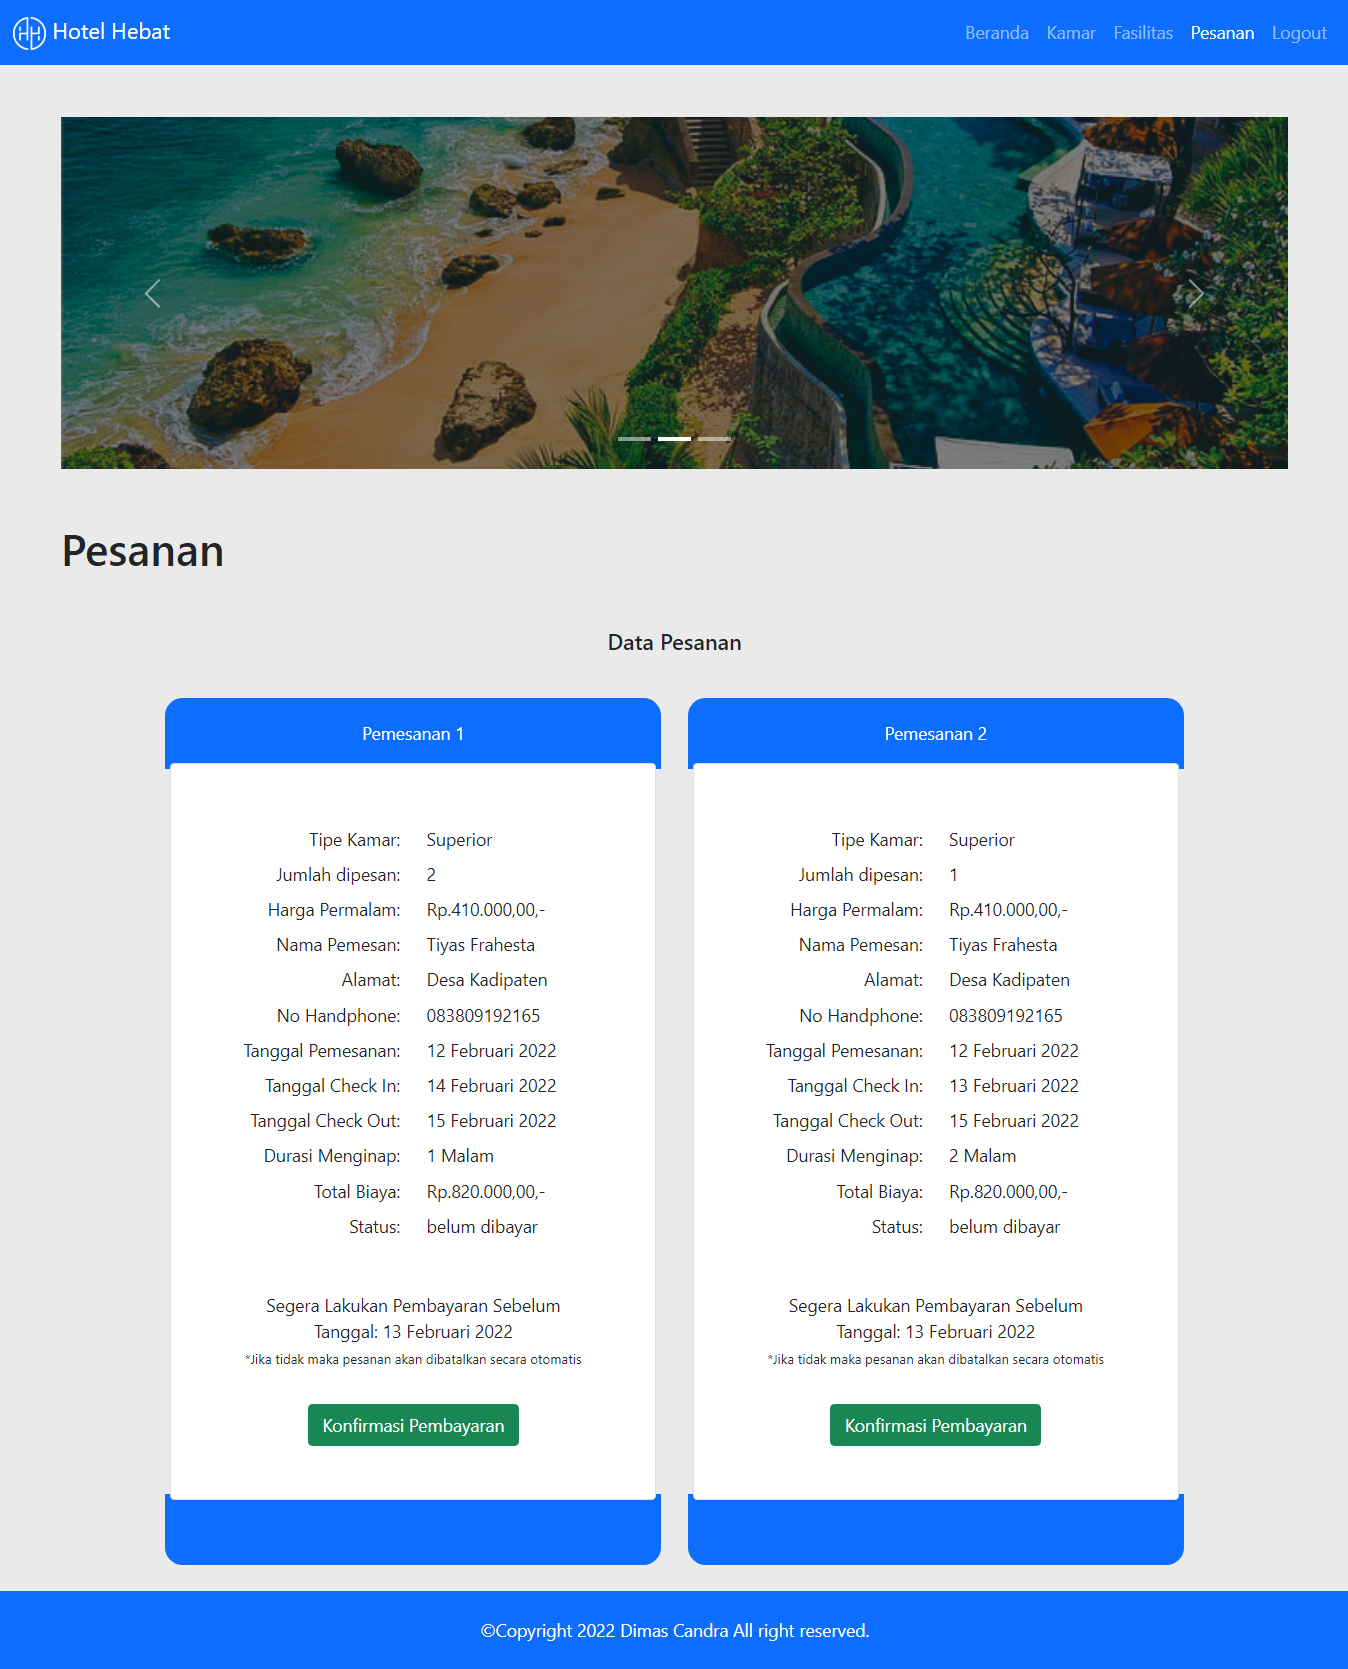 HH Hotel Hebat
Beranda Kamar Fasilitas Pesanan Logout
Pesanan
Data Pesanan
Pemesanan 1
Tipe Kamar: Superior
Jumlah dipesan: 2
Harga Permalam: Rp.410.000,00,-
Nama Pemesan: Tiyas Frahesta
Alamat: Desa Kadipaten
No Handphone: 083809192165
Tanggal Pemesanan: 12 Februari 2022
Tanggal Check In: 14 Februari 2022
Tanggal Check Out: 15 Februari 2022
Durasi Menginap: 1 Malam
Total Biaya: Rp.820.000,00,-
Status: belum dibayar
Segera Lakukan Pembayaran Sebelum
Tanggal: 13 Februari 2022
*Jika tidak maka pesanan akan dibatalkan secara otomatis
Konfirmasi Pembayaran
Pemesanan 2
Tipe Kamar: Superior
Jumlah dipesan: 1
Harga Permalam: Rp.410.000,00,-
Nama Pemesan: Tiyas Frahesta
Alamat: Desa Kadipaten
No Handphone: 083809192165
Tanggal Pemesanan: 12 Februari 2022
Tanggal Check In: 13 Februari 2022
Tanggal Check Out: 15 Februari 2022
Durasi Menginap: 2 Malam
Total Biaya: Rp.820.000,00,-
Status: belum dibayar
Segera Lakukan Pembayaran Sebelum
Tanggal: 13 Februari 2022
*Jika tidak maka pesanan akan dibatalkan secara otomatis
Konfirmasi Pembayaran
©Copyright 2022 Dimas Candra All right reserved.